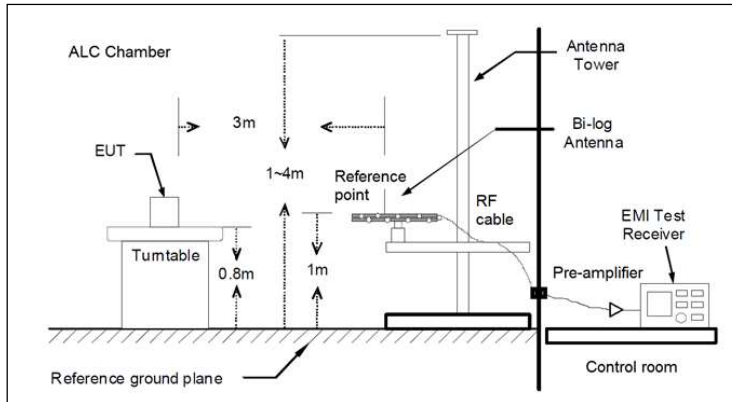 ALC Chamber
Antenna
Tower
3m
Bi-log
Antenna
EUT
1~4m
Reference
point
RF
cable
EMI Test
Receiver
Turntable
0.8m
1m
Pre-amplifier
Reference ground plane
Control room